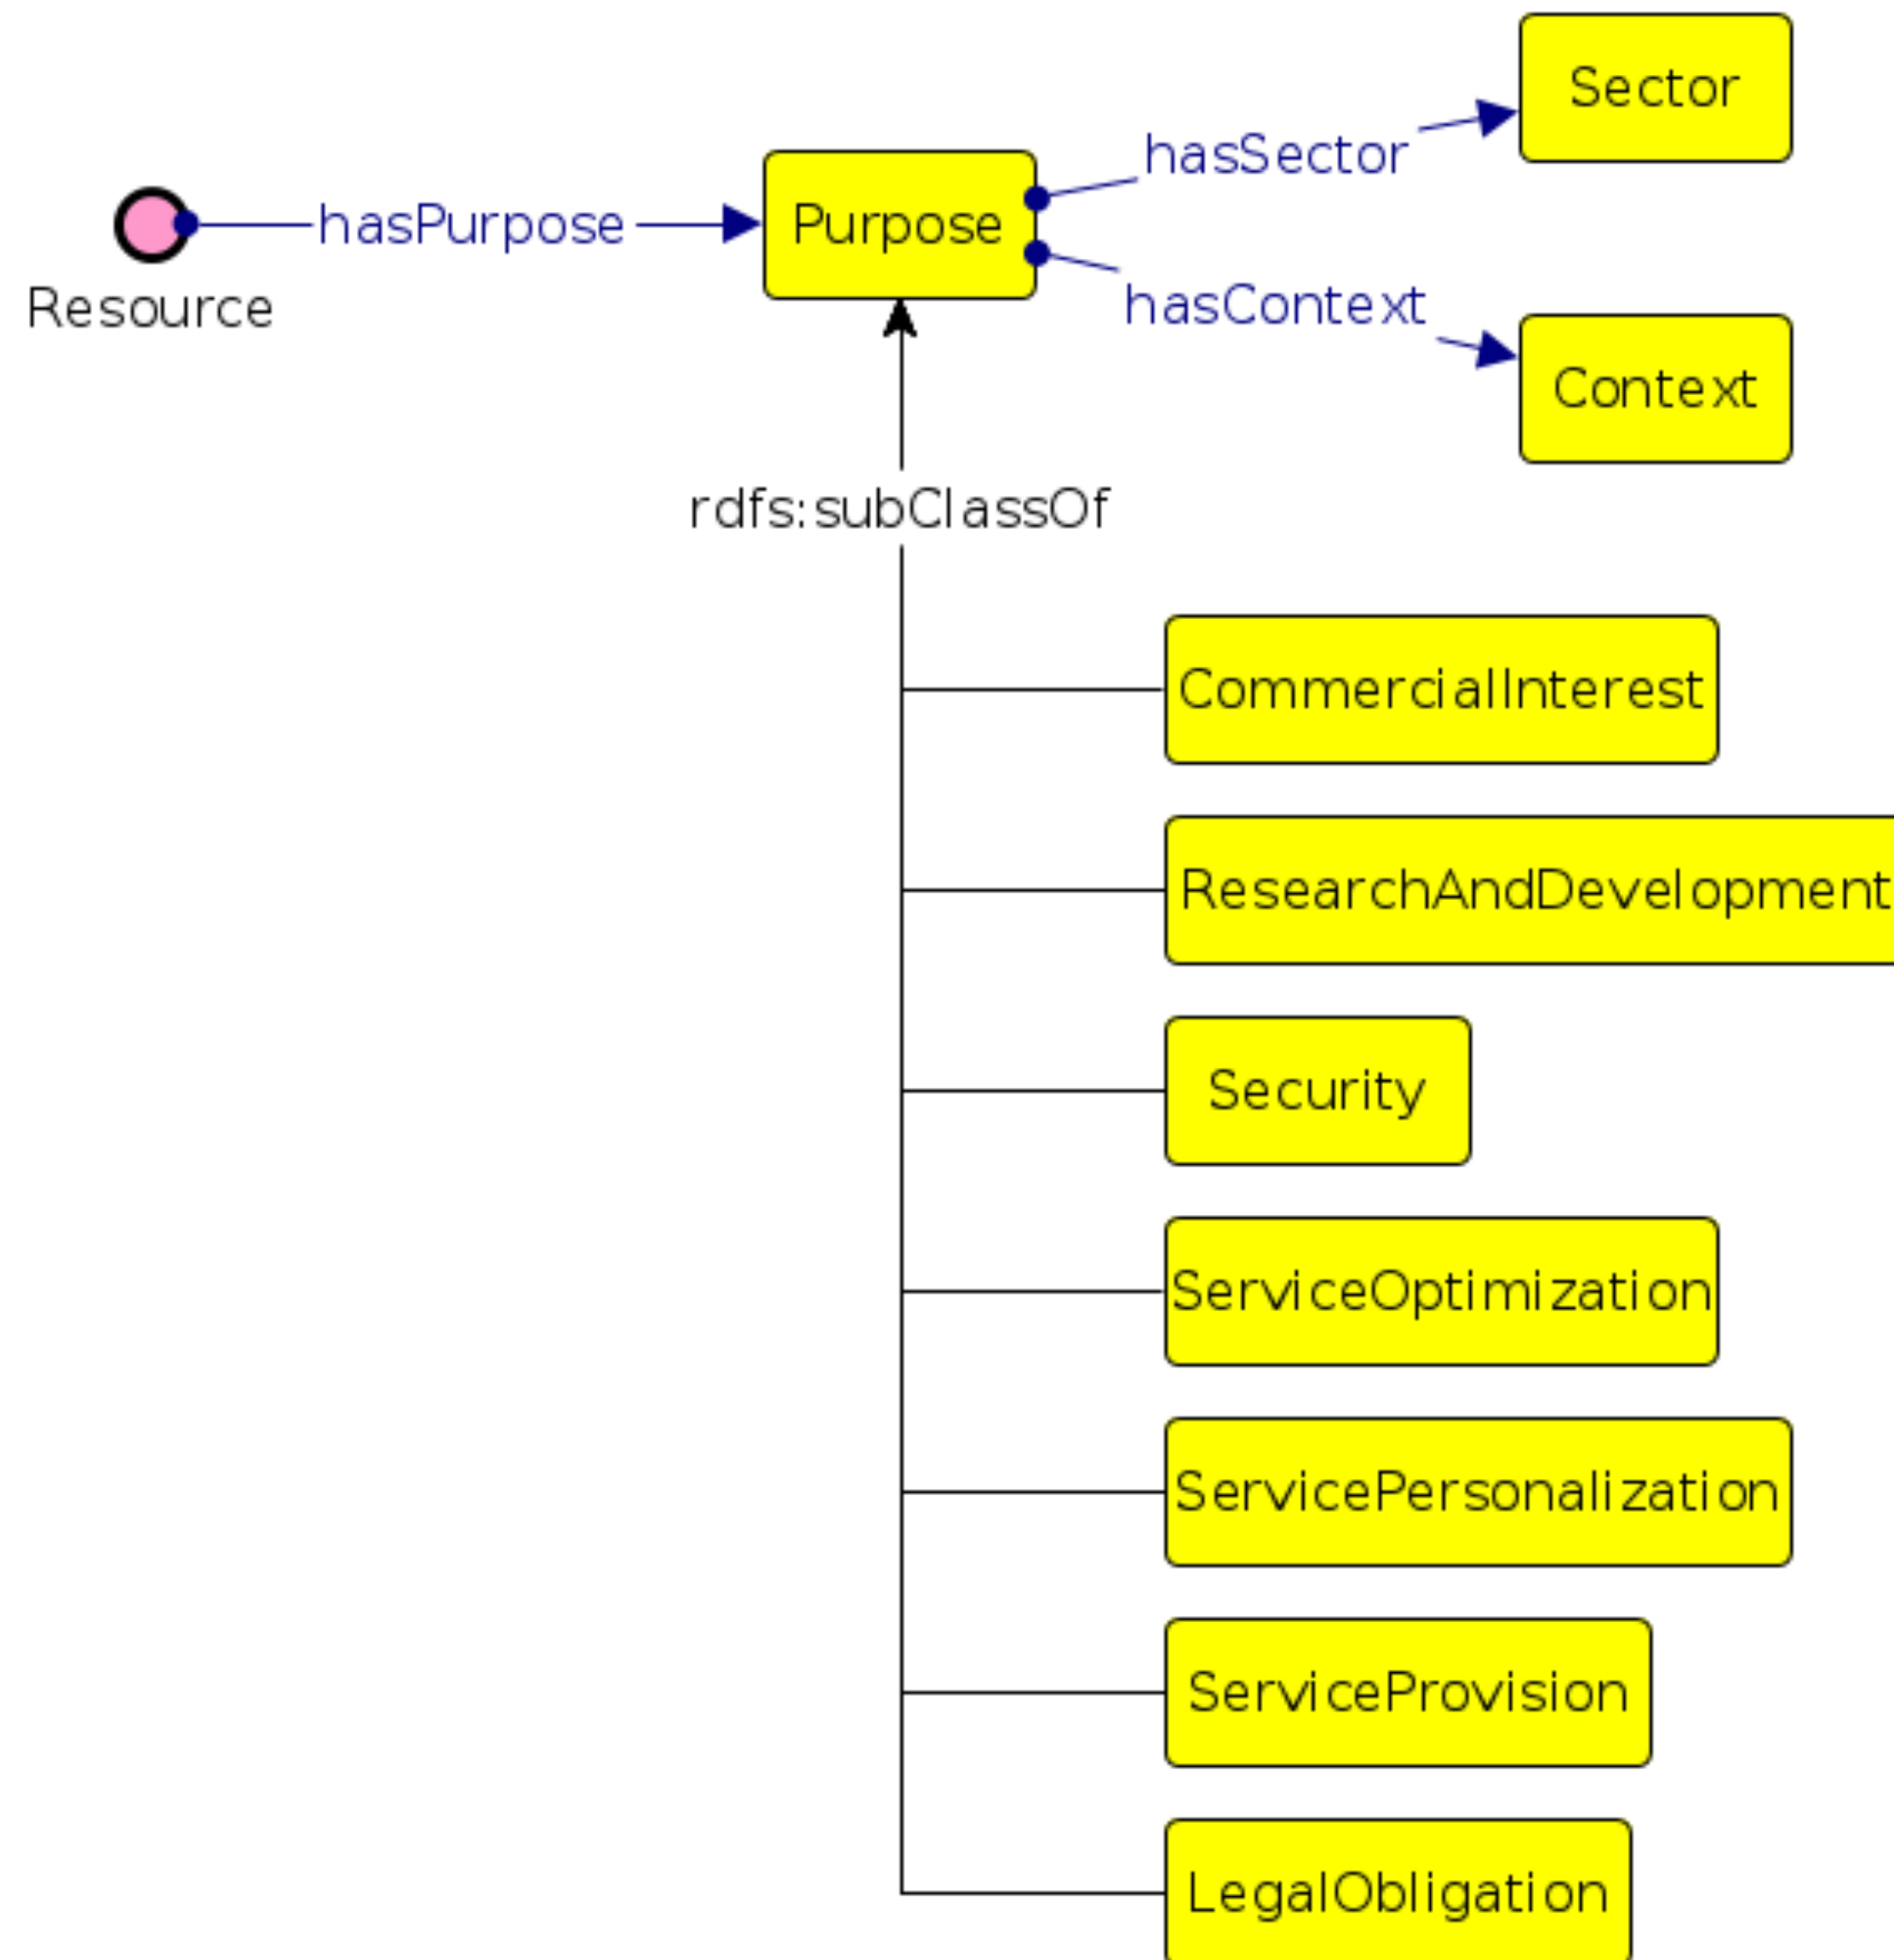 Sector
hasSector
hasPurpose
Purpose
Resource
hasContext
Context
rdfs:subClassOf
CommercialInterest
ResearchAndDevelopment
Security
ServiceOptimization
ServicePersonalization
ServiceProvision
LegalObligation